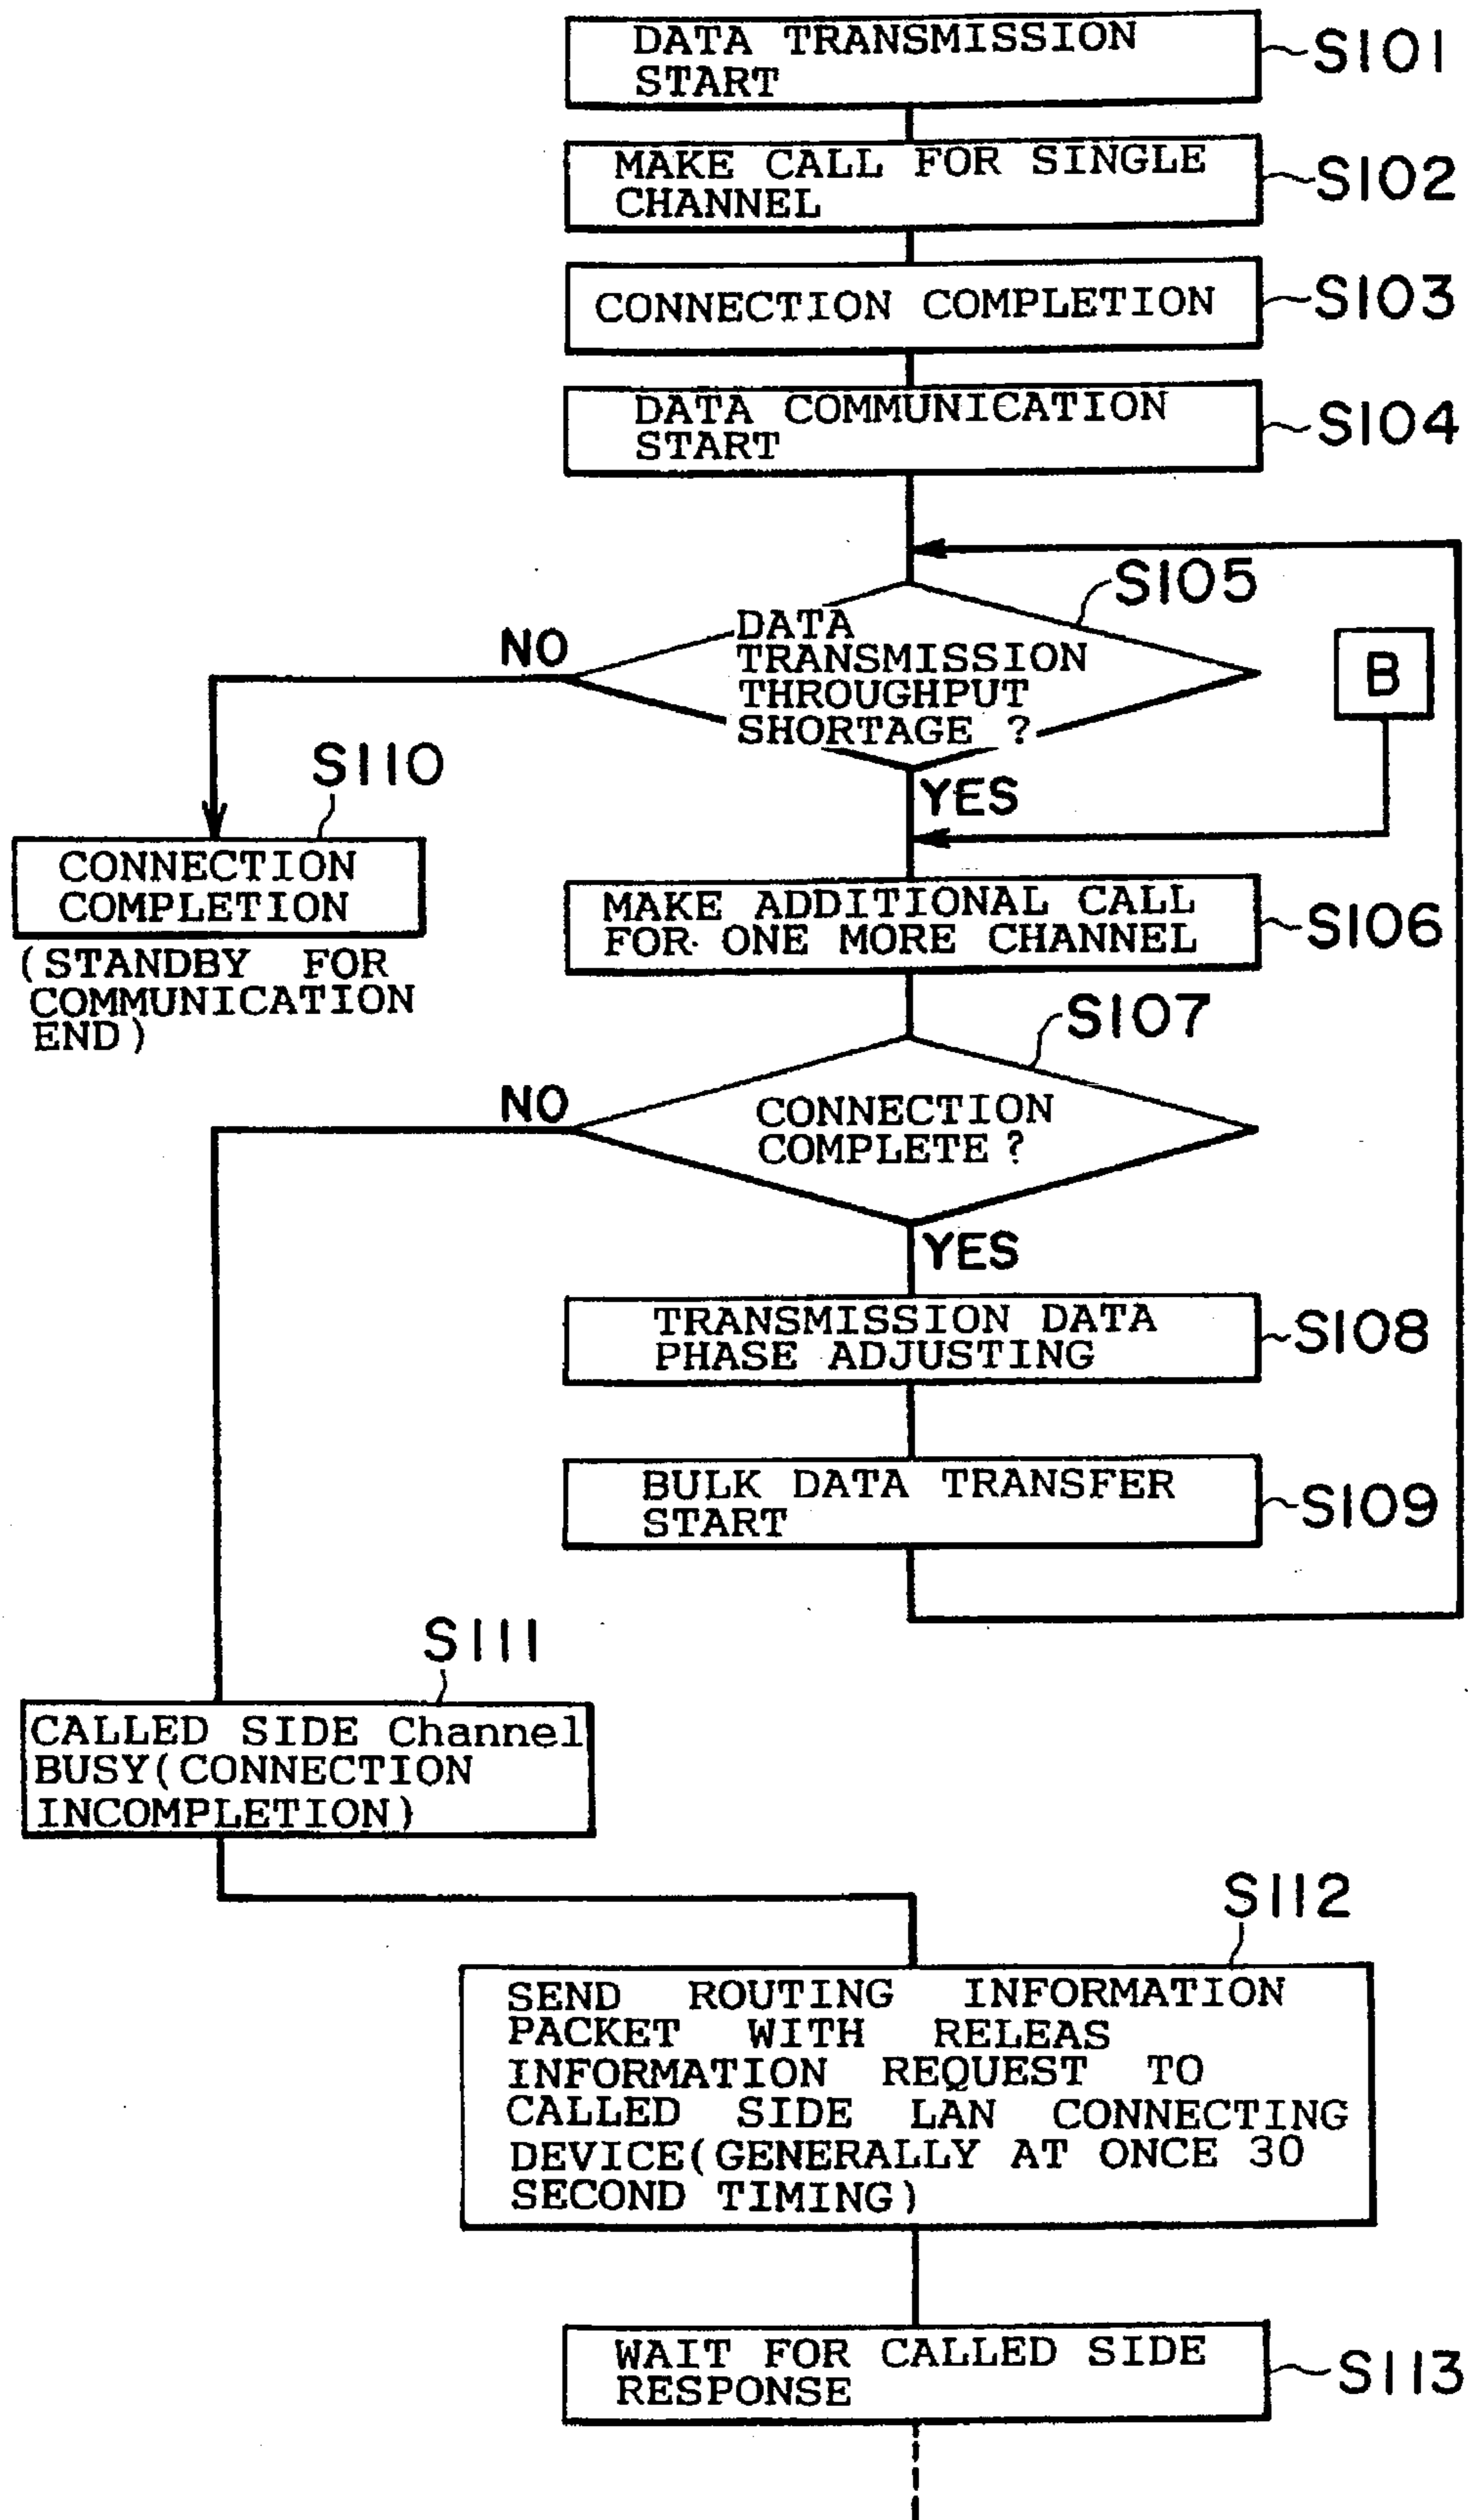 DATA TRANSMISSION
START
S101
MAKE CALL FOR SINGLE
CHANNEL
S102
CONNECTION COMPLETION
S103
DATA COMMUNICATION
START
S104
S105
DATA
TRANSMISSION
THROUGHPUT
SHORTAGE ?
NO
B
YES
S110
CONNECTION
COMPLETION
(STANDBY FOR
COMMUNICATION
END)
MAKE ADDITIONAL CALL
FOR ONE MORE CHANNEL
S106
S107
NO
CONNECTION
COMPLETE ?
YES
TRANSMISSION DATA
PHASE ADJUSTING
S108
BULK DATA TRANSFER
START
S109
S111
CALLED SIDE Channel
BUSY(CONNECTION
INCOMPLETION)
S112
SEND ROUTING INFORMATION
PACKET WITH RELEAS
INFORMATION REQUEST TO
CALLED SIDE LAN CONNECTING
DEVICE(GENERALLY AT ONCE 30
SECOND TIMING)
WAIT FOR CALLED SIDE
RESPONSE
S113